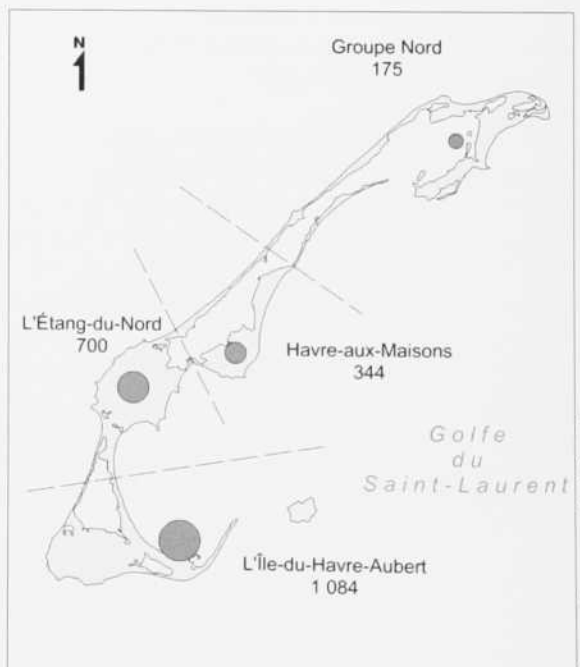 N
Groupe Nord
175
L'Étang-du-Nord
700
Havre-aux-Maisons
344
Golfe
du
Saint-Laurent
L'Île-du-Havre-Aubert
1 084